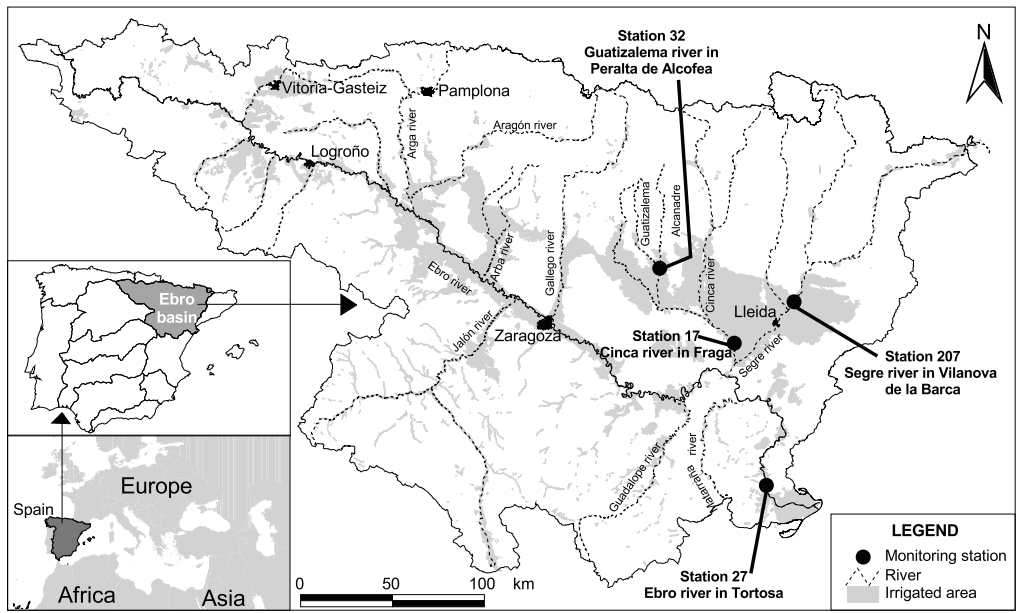 Station 32
Guatizalema river in
Peralta de Alcofea
N
Vitoria-Gasteiz
Pamplona
Arga river
Aragón river
Logroño
Guatizalema
Alcanadre
Cinca river
Ebro river
Arba river
Gallego river
Ebro
basin
Jalón river
Zaragoza
Lleida
Station 17
Cinca river in Fraga
Segre river
Station 207
Segre river in Vilanova
de la Barca
Guadalope river
Matarraña river
Europe
Spain
Africa
Asia
0 50 100 km
Station 27
Ebro river in Tortosa
LEGEND
Monitoring station
River
Irrigated area